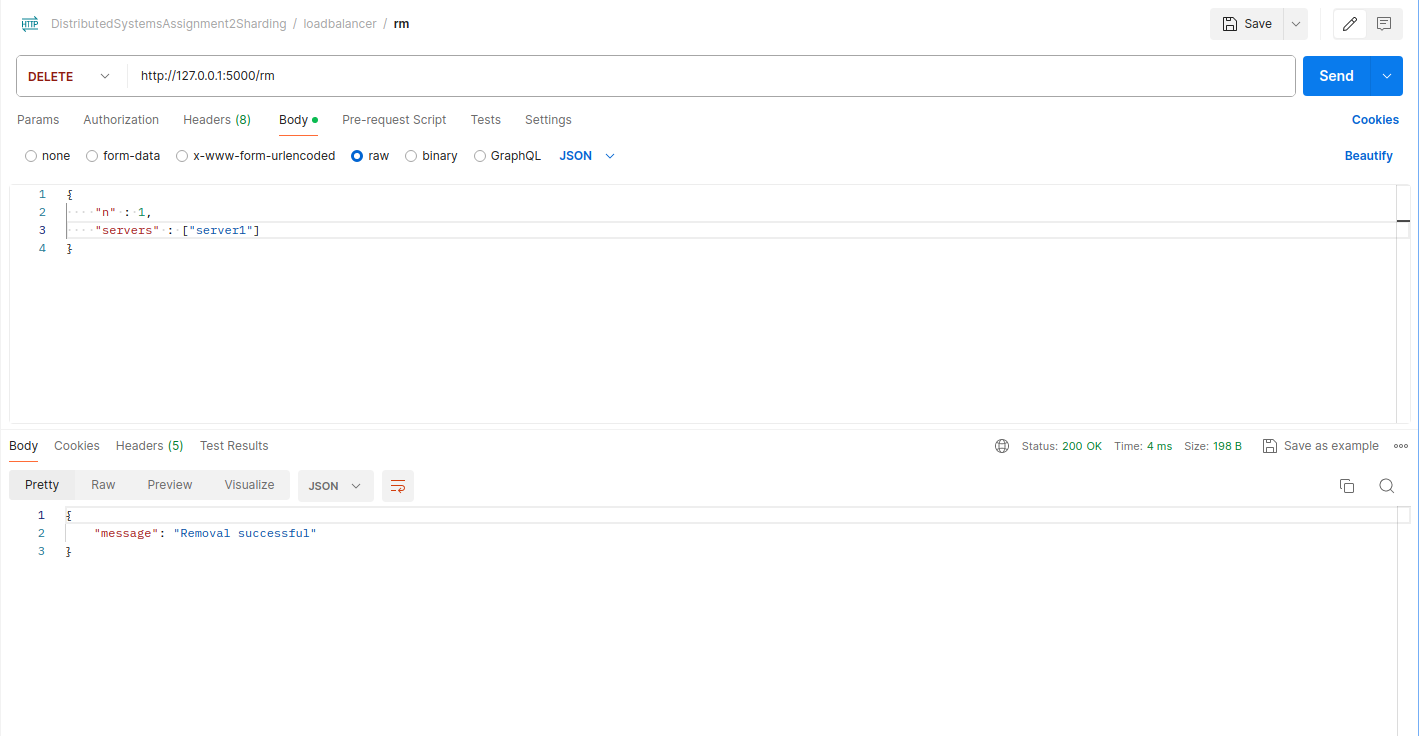 HTTP DistributedSystemsAssignment2Sharding / loadbalancer / rm Save
DELETE http://127.0.0.1:5000/rm Send
Params Authorization Headers (8) Body Pre-request Script Tests Settings Cookies
none form-data x-www-form-urlencoded raw binary GraphQL JSON Beautify
1 {
2 "n" : 1,
3 "servers" : ["server1"]
4 }
Body Cookies Headers (5) Test Results Status: 200 OK Time: 4 ms Size: 198 B Save as example
Pretty Raw Preview Visualize JSON
1 {
2 "message": "Removal successful"
3 }